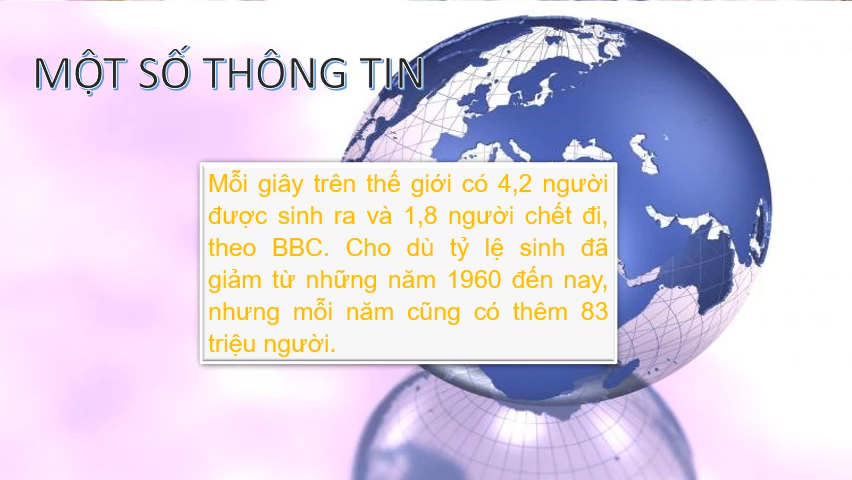 MỘT SỐ THÔNG TIN
Mỗi giây trên thế giới có 4,2 người
được sinh ra và 1,8 người chết đi,
theo BBC. Cho dù tỷ lệ sinh đã
giảm từ những năm 1960 đến nay,
nhưng mỗi năm cũng có thêm 83
triệu người.